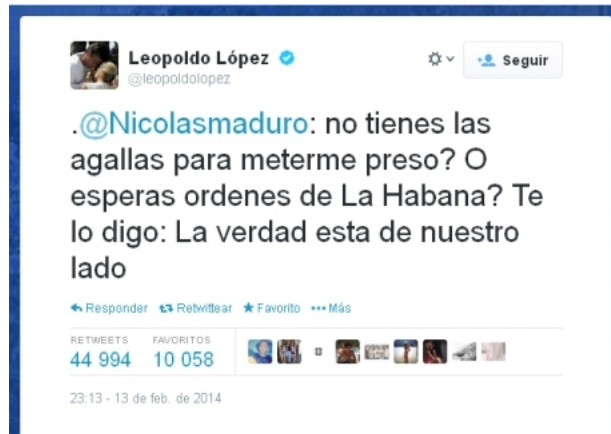 Leopoldo López
@leopoldolopez
Seguir
.@Nicolasmaduro: no tienes las
agallas para meterme preso? O
esperas ordenes de La Habana? Te
lo digo: La verdad esta de nuestro
lado
Responder Retwittear Favorito Más
RETWEETS FAVORITOS
44 994 10 058
23:13 - 13 de feb. de 2014